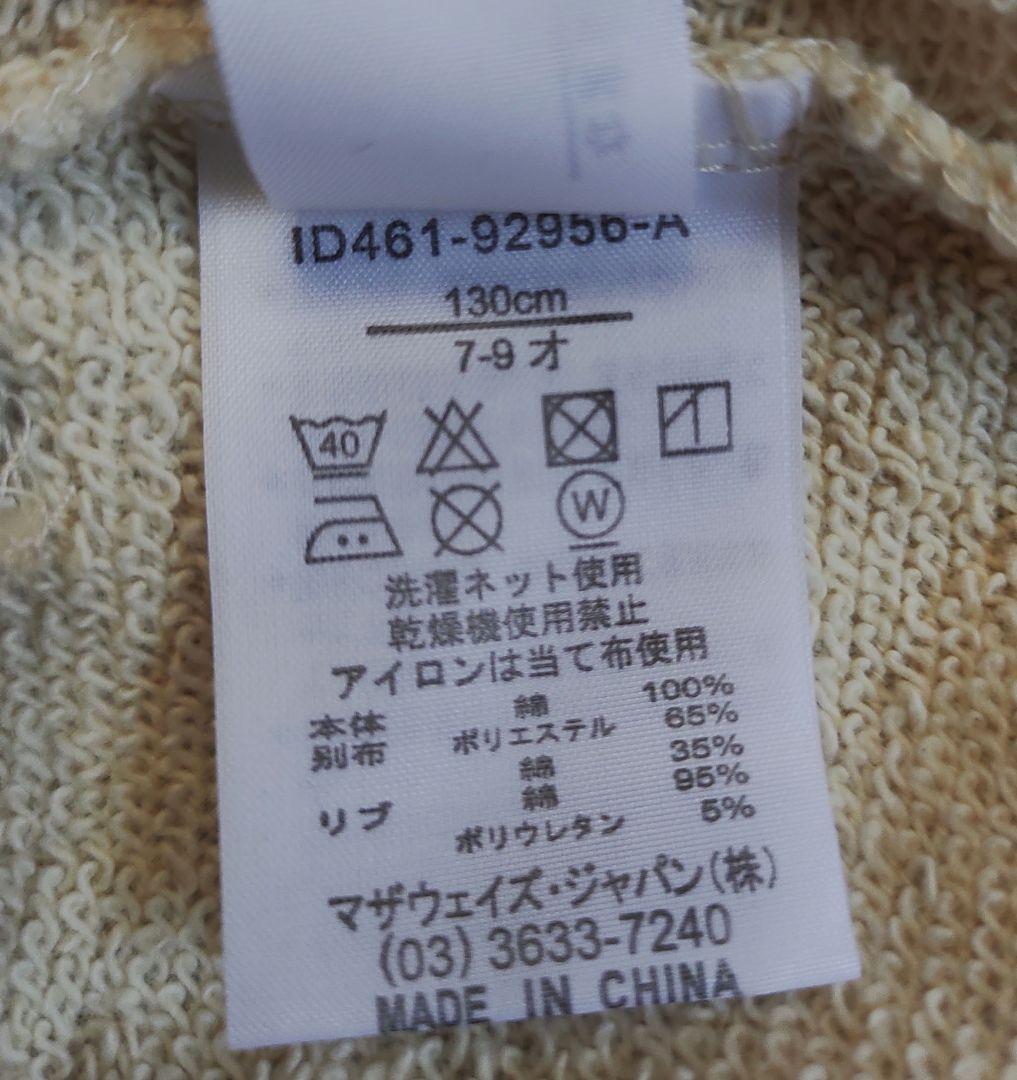 ID461-92956-A
130cm
7-9オ
40
W
洗濯ネット使用
乾燥機使用禁止
アイロンは当て布使用
本体 綿 100%
別布 ポリエステル 65%
綿 35%
リブ 綿 95%
ポリウレタン 5%
マザウェイズ・ジャパン(株)
(03) 3633-7240
MADE IN CHINA